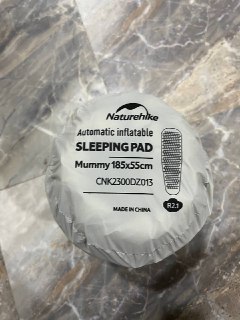 Naturehike
Automatic inflatable
SLEEPING PAD
Mummy 185x55cm
CNK2300DZ013
MADE IN CHINA
R2.1